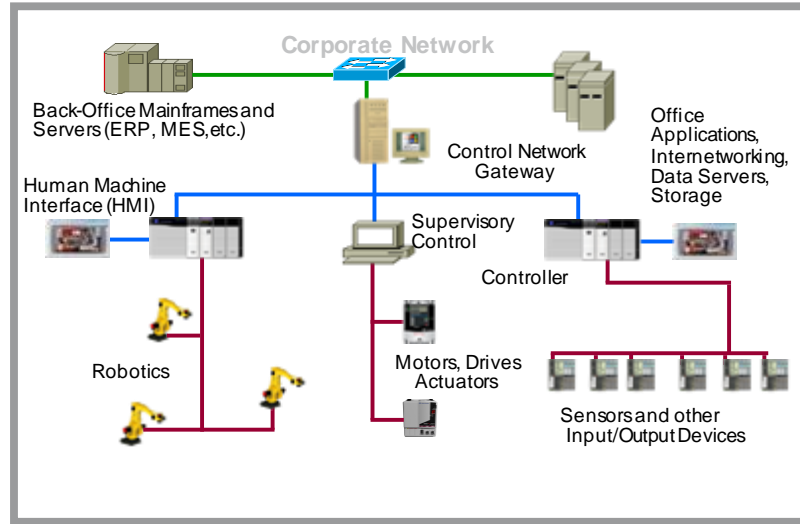 Corporate Network
Back-Office Mainframes and
Servers (ERP, MES,etc.)
Office
Applications,
Internetworking,
Data Servers,
Storage
Control Network
Gateway
Human Machine
Interface (HMI)
Supervisory
Control
Controller
Robotics
Motors, Drives
Actuators
Sensors and other
Input/Output Devices